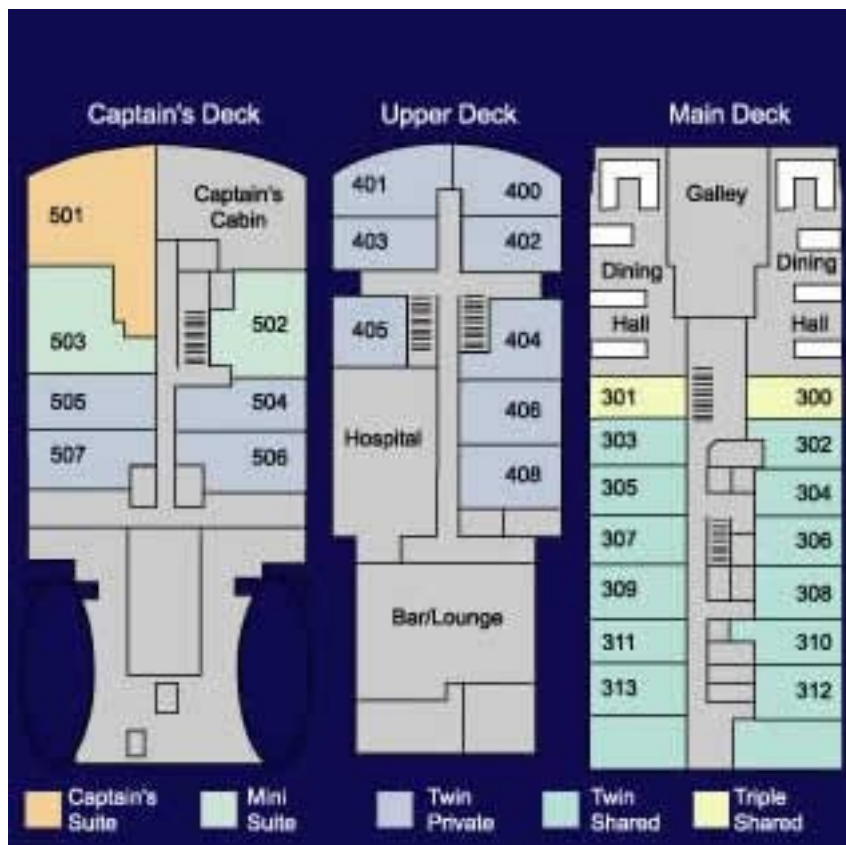 Captain's Deck
Upper Deck
Main Deck
501
Captain's
Cabin
503
502
505
504
507
506
401
400
403
402
405
404
Hospital
406
408
Bar/Lounge
Galley
Dining
Hall
Dining
Hall
301
300
303
302
305
304
307
306
309
308
311
310
313
312
Captain's
Suite
Mini
Suite
Twin
Private
Twin
Shared
Triple
Shared